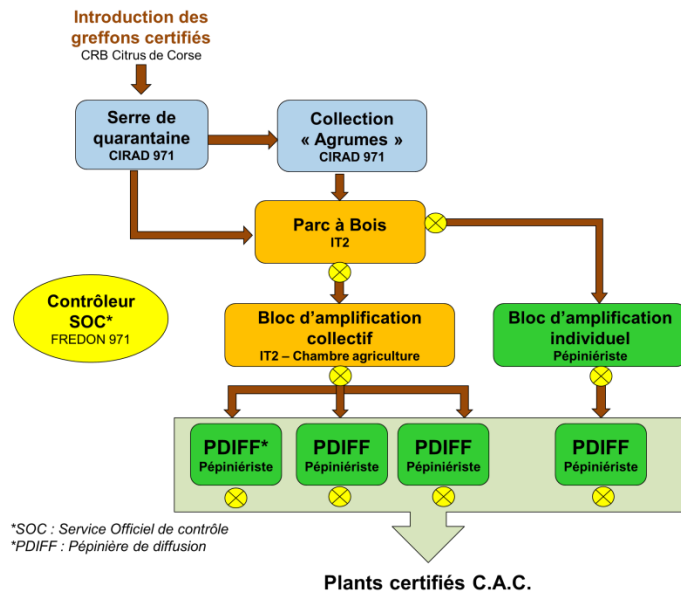 Introduction des
greffons certifiés
CRB Citrus de Corse
Serre de
quarantaine
CIRAD 971
Collection
« Agrumes »
CIRAD 971
Parc à Bois
IT2
Contrôleur
SOC*
FREDON 971
Bloc d’amplification
collectif
IT2 – Chambre agriculture
Bloc d’amplification
individuel
Pépiniériste
PDIFF*
Pépiniériste
PDIFF
Pépiniériste
PDIFF
Pépiniériste
PDIFF
Pépiniériste
*SOC : Service Officiel de contrôle
*PDIFF : Pépinière de diffusion
Plants certifiés C.A.C.